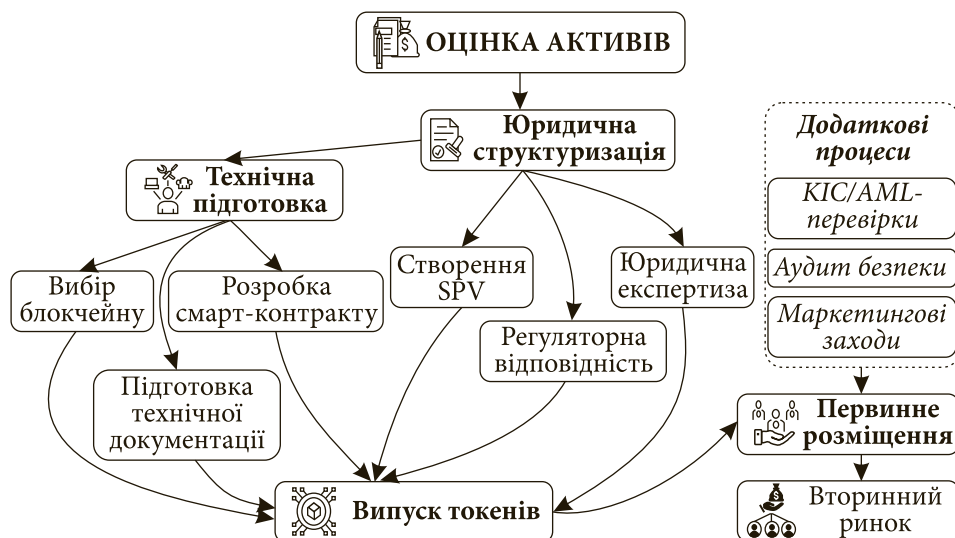 ОЦІНКА АКТИВІВ
Юридична
структуризація
Технічна
підготовка
Вибір
блокчейну
Розробка
смарт-контракту
Підготовка
технічної
документації
Створення
SPV
Регуляторна
відповідність
Юридична
експертиза
Випуск токенів
Додаткові
процеси
KIC/AML-
перевірки
Аудит безпеки
Маркетингові
заходи
Первинне
розміщення
Вторинний
ринок